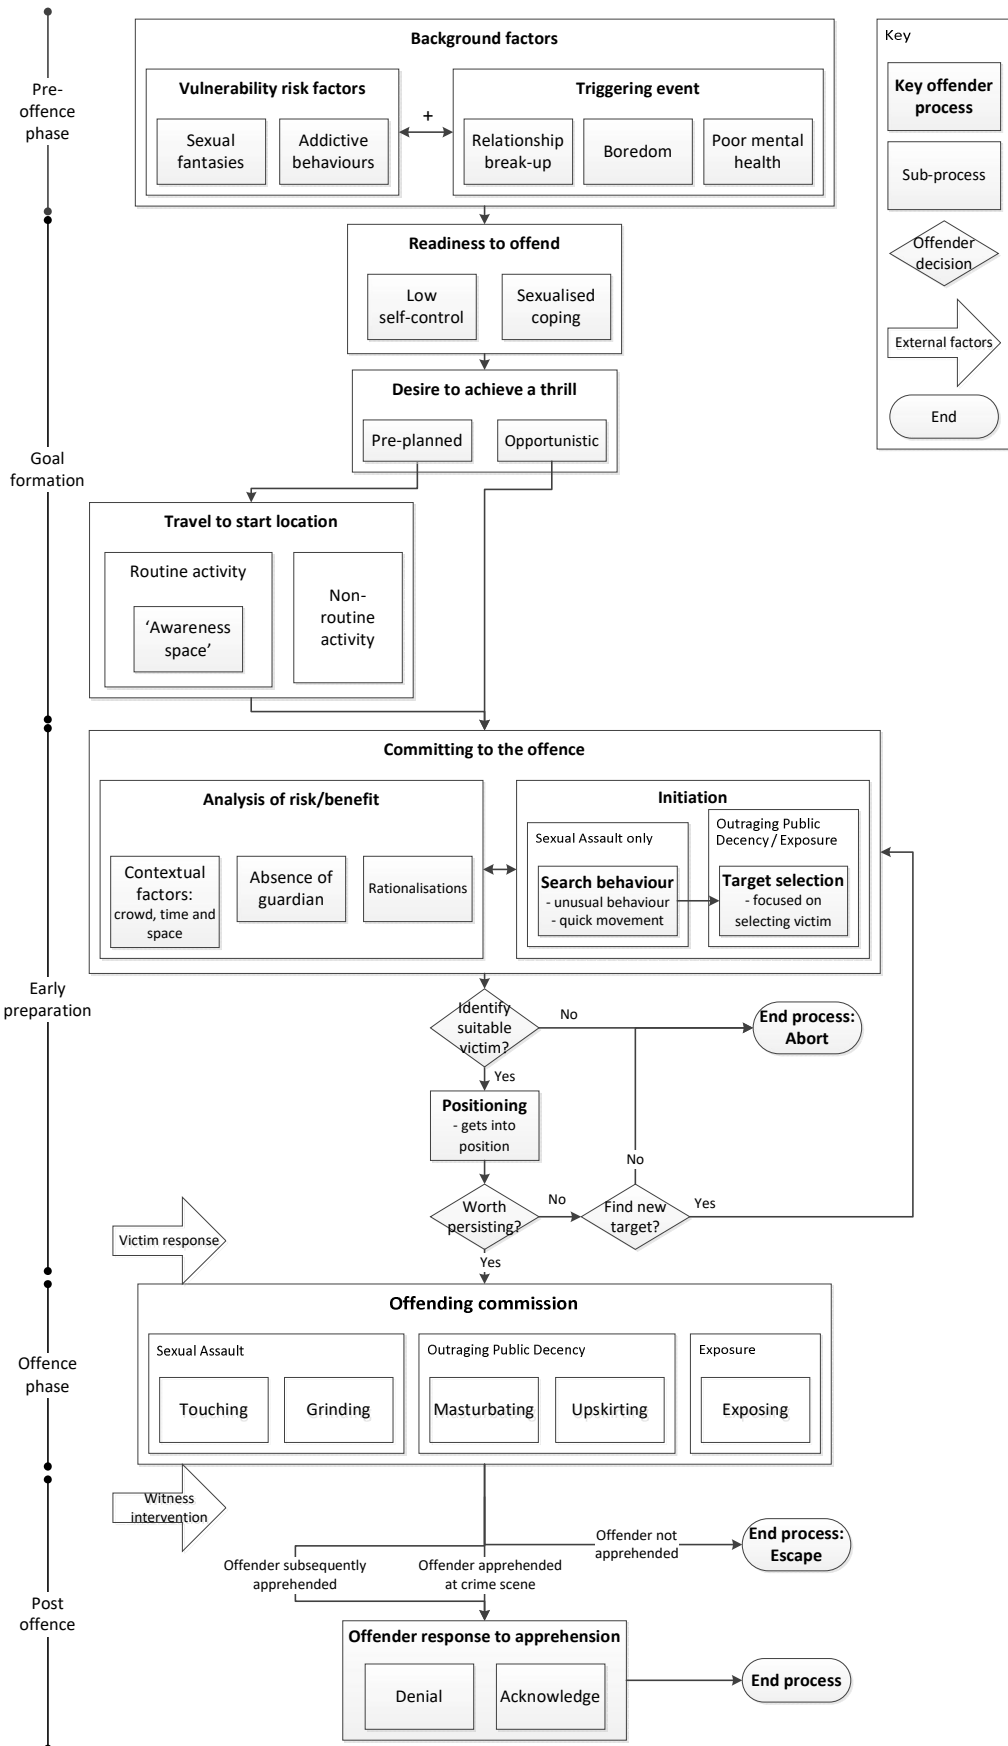 Background factors
Key
Pre-
offence
phase
Vulnerability risk factors
Triggering event
+
Sexual
fantasies
Addictive
behaviours
Relationship
break-up
Boredom
Poor mental
health
Key offender
process
Sub-process
Offender
decision
External factors
End
Readiness to offend
Low
self-control
Sexualised
coping
Goal
formation
Desire to achieve a thrill
Pre-planned
Opportunistic
Travel to start location
Routine activity
‘Awareness
space’
Non-
routine
activity
Early
preparation
Committing to the offence
Analysis of risk/benefit
Contextual
factors:
crowd, time and
space
Absence of
guardian
Rationalisations
Initiation
Sexual Assault only
Search behaviour
- unusual behaviour
- quick movement
Outraging Public
Decency / Exposure
Target selection
- focused on
selecting victim
Identify
suitable
victim?
No
End process:
Abort
Yes
Positioning
- gets into
position
No
Worth
persisting?
No
Find new
target?
Yes
Victim response
Yes
Offence
phase
Offending commission
Sexual Assault
Touching
Grinding
Outraging Public Decency
Masturbating
Upskirting
Exposure
Exposing
Witness
intervention
Post
offence
Offender not
apprehended
End process:
Escape
Offender subsequently
apprehended
Offender apprehended
at crime scene
Offender response to apprehension
Denial
Acknowledge
End process